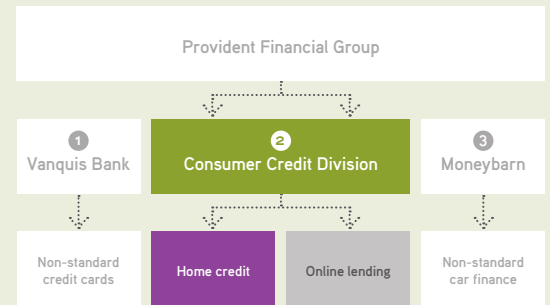 Provident Financial Group
1
Vanquis Bank
2
Consumer Credit Division
3
Moneybarn
Non-standard
credit cards
Home credit
Online lending
Non-standard
car finance